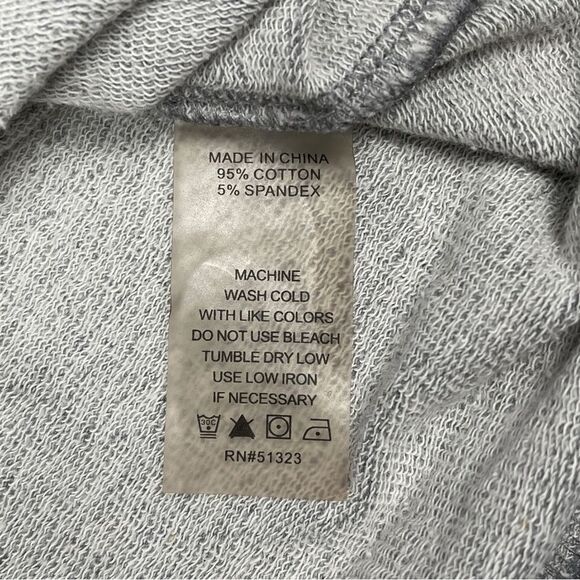 MADE IN CHINA
95% COTTON
5% SPANDEX
MACHINE
WASH COLD
WITH LIKE COLORS
DO NOT USE BLEACH
TUMBLE DRY LOW
USE LOW IRON
IF NECESSARY
30C
RN#51323